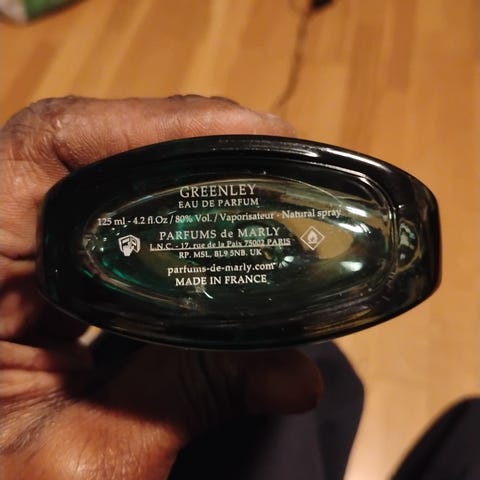 GREENLEY
EAU DE PARFUM
125 ml - 4.2 fl.Oz / 80% Vol. / Vaporisateur - Natural spray
PARFUMS de MARLY
L.N.C. - 17, rue de la Paix 75002 PARIS
RP. MSL, BL9 5NB. UK
parfums-de-marly.com
MADE IN FRANCE